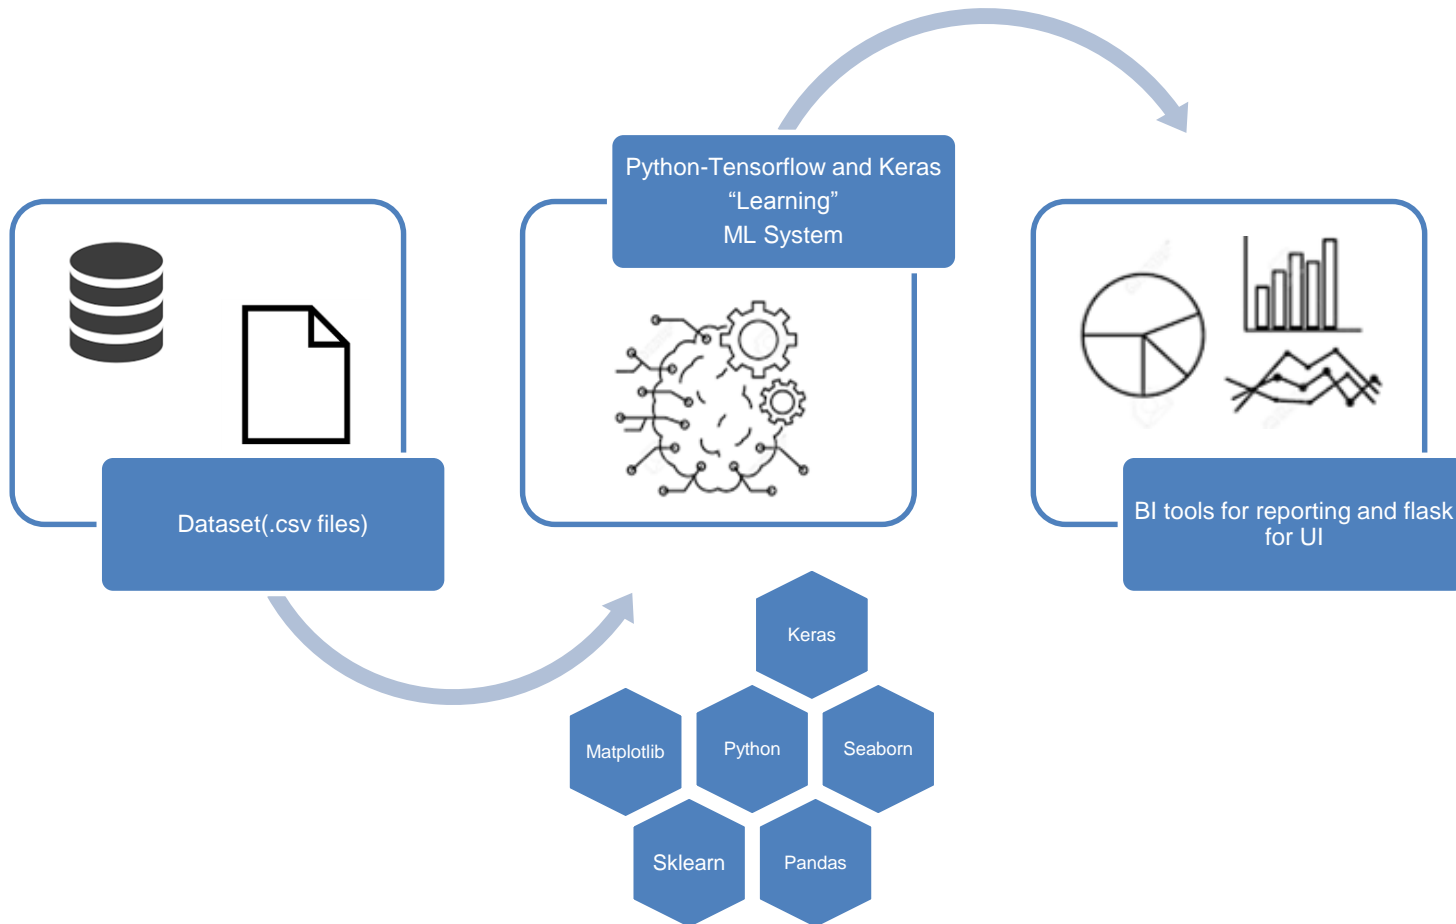 Python-Tensorflow and Keras
“Learning”
ML System
Dataset(.csv files)
BI tools for reporting and flask
for UI
Keras
Matplotlib
Python
Seaborn
Sklearn
Pandas